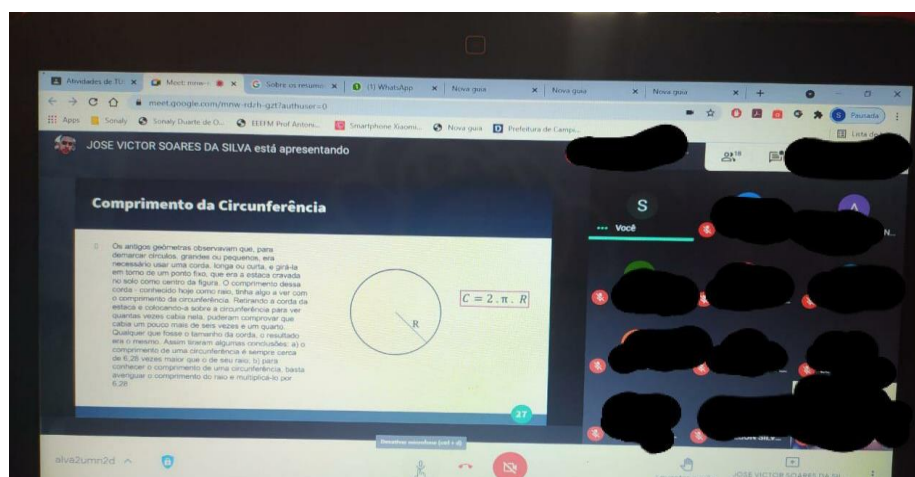 Atividades de TU
Meet: mnw-
Sobre os resumo
(1) WhatsApp
Nova guia
Nova guia
Nova guia
meet.google.com/mnw-rdzh-gzt?authuser=0
Pausada
Apps
Sonaly
Sonaly Duarte de O...
EEEFM Prof Antoni...
Smartphone Xiaomi...
Nova guia
Prefeitura de Campi...
JOSE VICTOR SOARES DA SILVA está apresentando
18
Comprimento da Circunferência
Os antigos geômetras observavam que, para
demarcar círculos, grandes ou pequenos, era
necessário usar uma corda, longa ou curta, e girá-la
em torno de um ponto fixo, que era a estaca cravada
no solo como centro da figura. O comprimento dessa
corda - conhecido hoje como raio, tinha algo a ver com
o comprimento da circunferência. Retirando a corda da
estaca e colocando-a sobre a circunferência para ver
quantas vezes cabia nela, puderam comprovar que
cabia um pouco mais de seis vezes e um quarto.
Qualquer que fosse o tamanho da corda, o resultado
era o mesmo. Assim tiraram algumas conclusões: a) o
comprimento de uma circunferência é sempre cerca
de 6,28 vezes maior que o de seu raio; b) para
conhecer o comprimento de uma circunferência, basta
averiguar o comprimento do raio e multiplicá-lo por
6,28
R
C = 2 . π . R
27
S
Você
A
N...
Desativar microfone (ctrl + d)
alva2umn2d
JOSE VICTOR SOARES DA